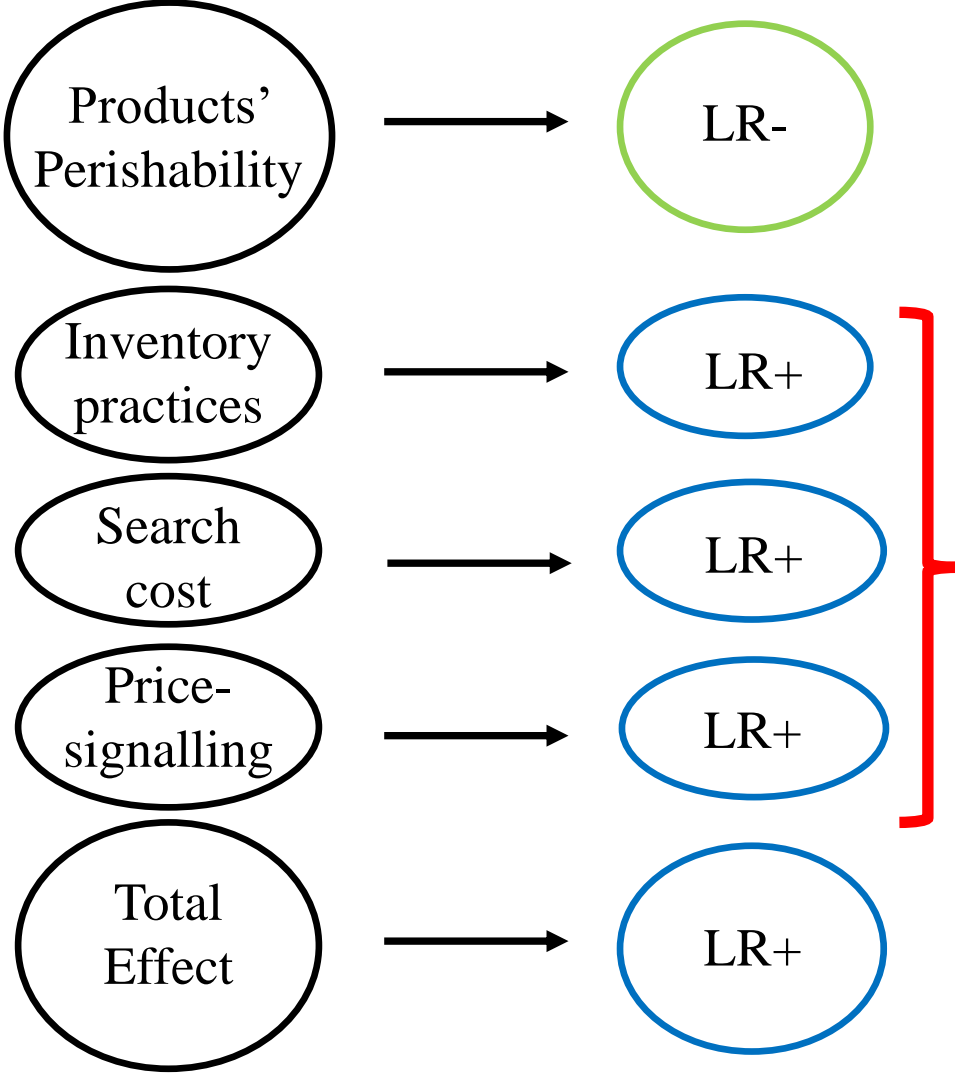 Products’
Perishability
LR-
Inventory
practices
LR+
Search
cost
LR+
Price-
signalling
LR+
Total
Effect
LR+